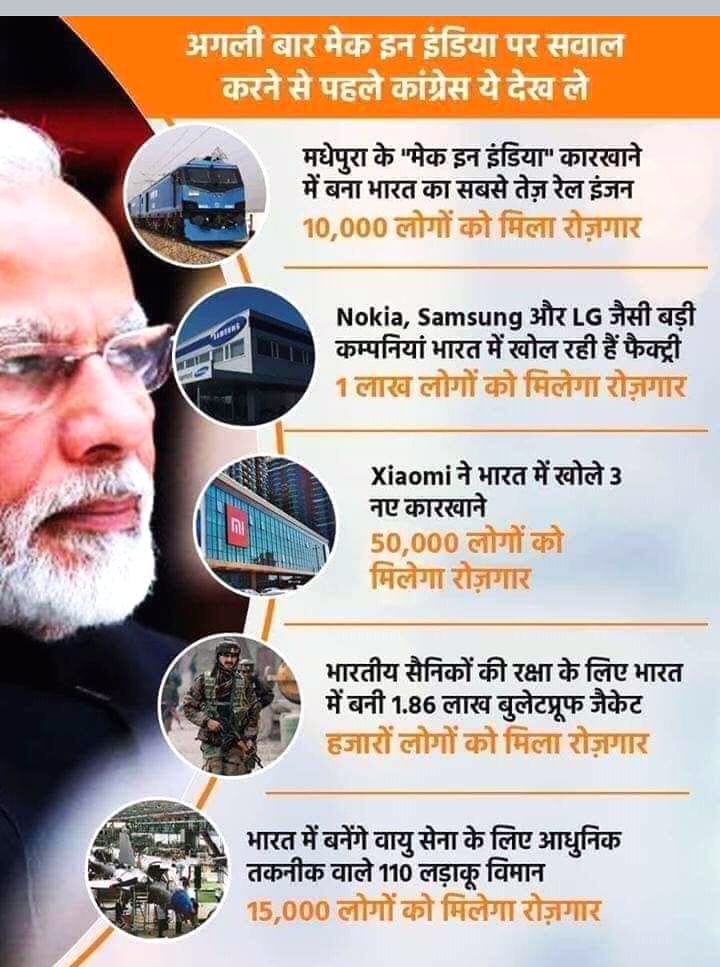 अगली बार मेक इन इंडिया पर सवाल
करने से पहले कांग्रेस ये देख ले
मधेपुरा के "मेक इन इंडिया" कारखाने
में बना भारत का सबसे तेज़ रेल इंजन
10,000 लोगों को मिला रोज़गार
SAMSUNG
Nokia, Samsung और LG जैसी बड़ी
कम्पनियां भारत में खोल रही हैं फैक्ट्री
1 लाख लोगों को मिलेगा रोज़गार
mi
Xiaomi ने भारत में खोले 3
नए कारखाने
50,000 लोगों को
मिलेगा रोज़गार
भारतीय सैनिकों की रक्षा के लिए भारत
में बनी 1.86 लाख बुलेटप्रूफ जैकेट
हजारों लोगों को मिला रोज़गार
भारत में बनेंगे वायु सेना के लिए आधुनिक
तकनीक वाले 110 लड़ाकू विमान
15,000 लोगों को मिलेगा रोज़गार